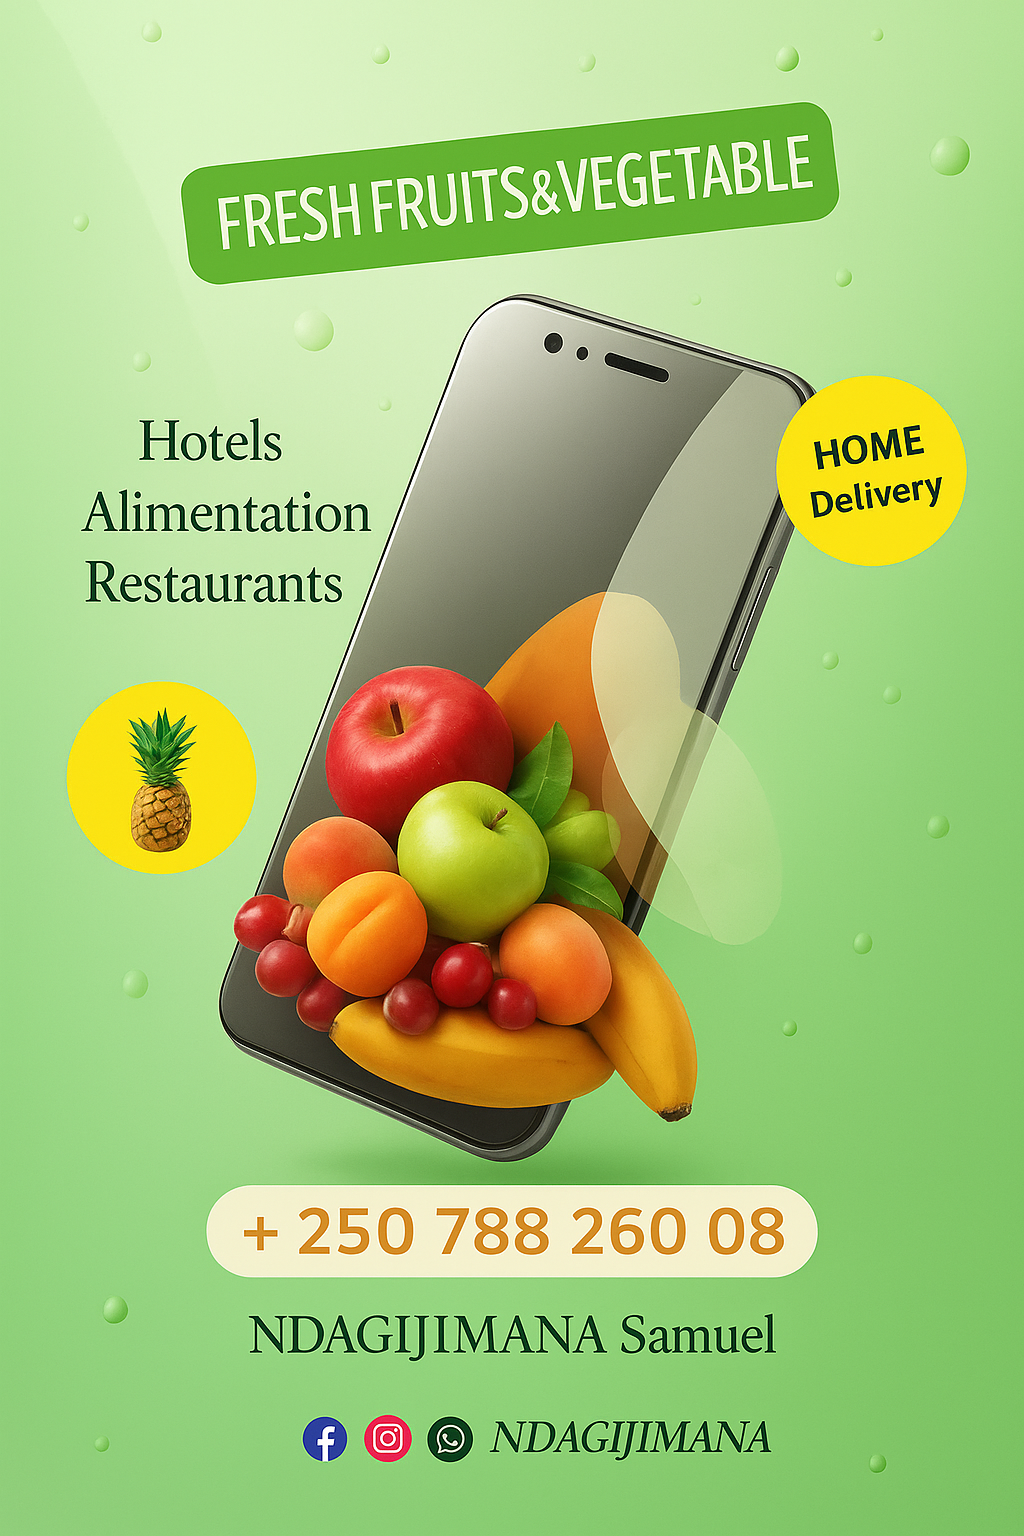 FRESH FRUITS&VEGETABLE
HOME
Delivery
Hotels
Alimentation
Restaurants
+ 250 788 260 08
NDAGIJIMANA Samuel
NDAGIJIMANA